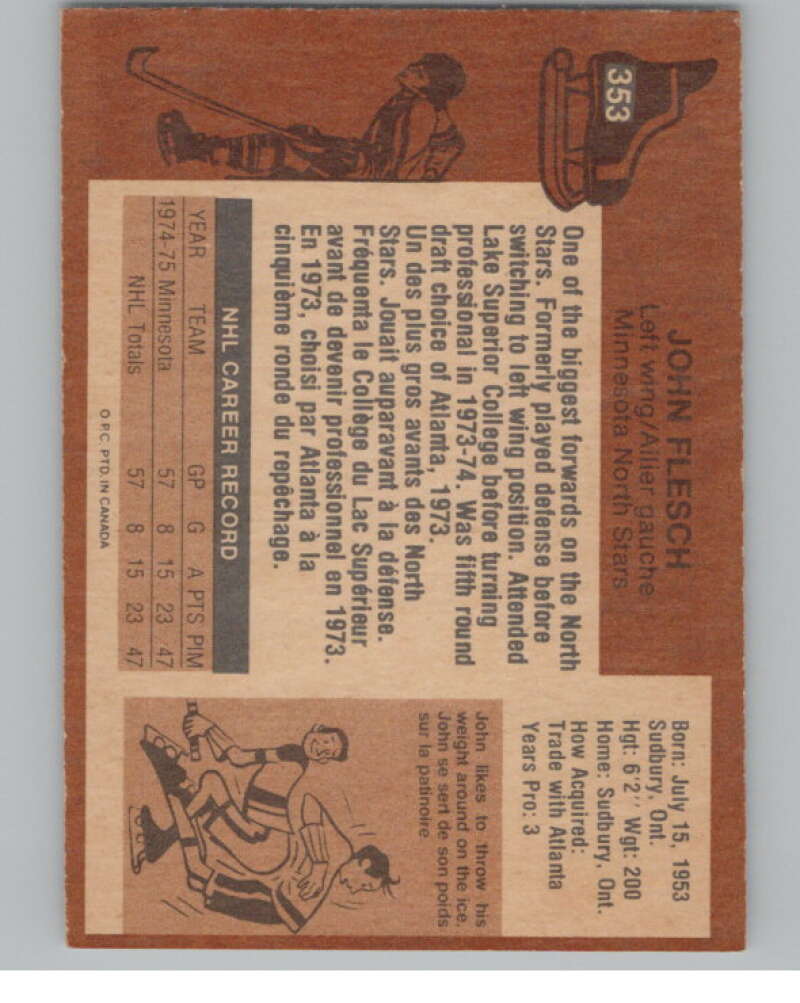 353
JOHN FLESCH
Left wing/Ailier gauche
Minnesota North Stars
Born: July 15, 1953
Sudbury, Ont.
Hgt: 6'2'' Wgt: 200
Home: Sudbury, Ont.
How Acquired:
Trade with Atlanta
Years Pro: 3
One of the biggest forwards on the North
Stars. Formerly played defense before
switching to left wing position. Attended
Lake Superior College before turning
professional in 1973-74. Was fifth round
draft choice of Atlanta, 1973.
Un des plus gros avants des North
Stars. Jouait auparavant à la défense.
Fréquenta le Collège du Lac Supérieur
avant de devenir professionnel en 1973.
En 1973, choisi par Atlanta à la
cinquième ronde du repêchage.
NHL CAREER RECORD
YEAR TEAM GP G A PTS PIM
1974-75 Minnesota 57 8 15 23 47
NHL Totals 57 8 15 23 47
John likes to throw his
weight around on the ice.
John se sert de son poids
sur la patinoire.
O.P.C. PTD. IN CANADA